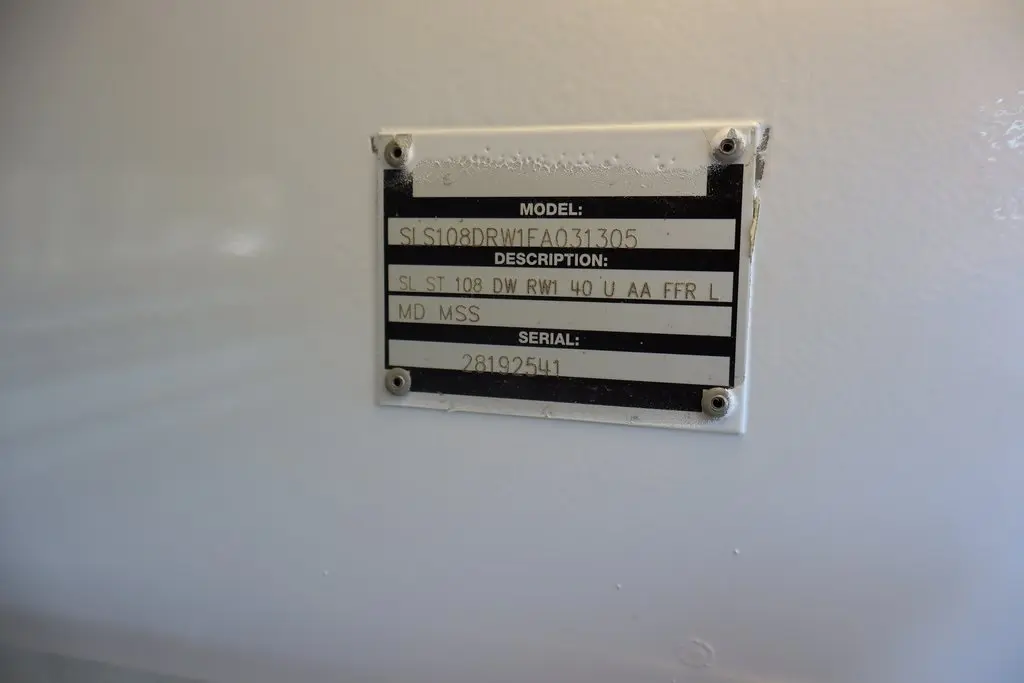 MODEL:
SLS108DRW1FA031305
DESCRIPTION:
SL ST 108 DW RW1 40 U AA FFR L
MD MSS
SERIAL:
28192541